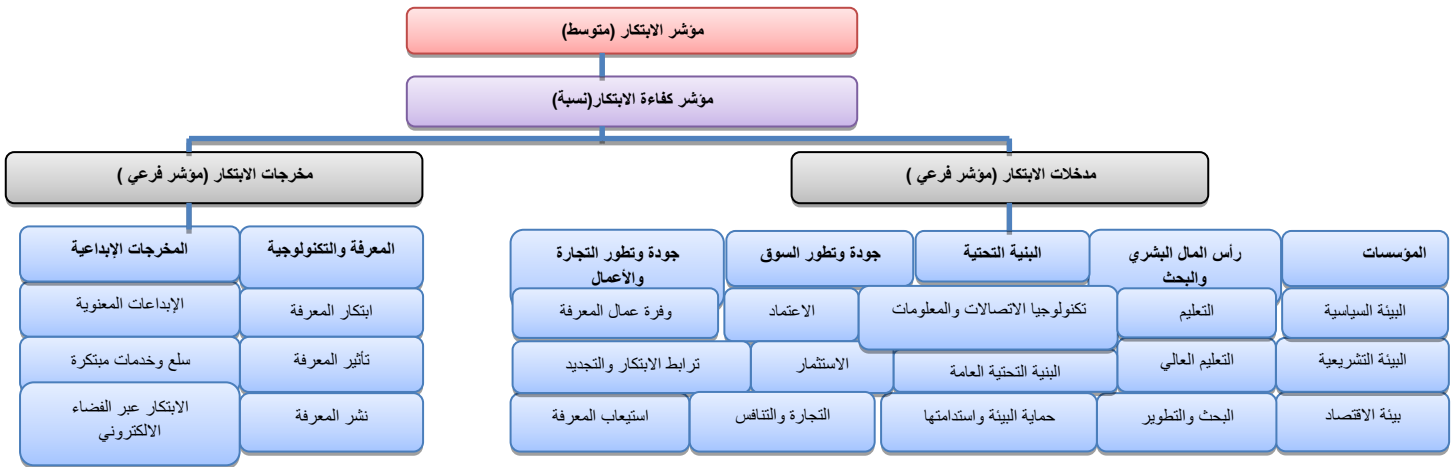 مؤشر الابتكار (متوسط)
مؤشر كفاءة الابتكار(نسبة)
مدخلات الابتكار (مؤشر فرعي )
مخرجات الابتكار (مؤشر فرعي )
المؤسسات
البيئة السياسية
البيئة التشريعية
بيئة الاقتصاد
رأس المال البشري
والبحث
التعليم
التعليم العالي
البحث والتطوير
البنية التحتية
تكنولوجيا الاتصالات والمعلومات
البنية التحتية العامة
حماية البيئة واستدامتها
جودة وتطور السوق
الاعتماد
الاستثمار
التجارة والتنافس
جودة وتطور التجارة
والأعمال
وفرة عمال المعرفة
ترابط الابتكار والتجديد
استيعاب المعرفة
المعرفة والتكنولوجية
ابتكار المعرفة
تأثير المعرفة
نشر المعرفة
المخرجات الإبداعية
الإبداعات المعنوية
سلع وخدمات مبتكرة
الابتكار عبر الفضاء
الالكتروني